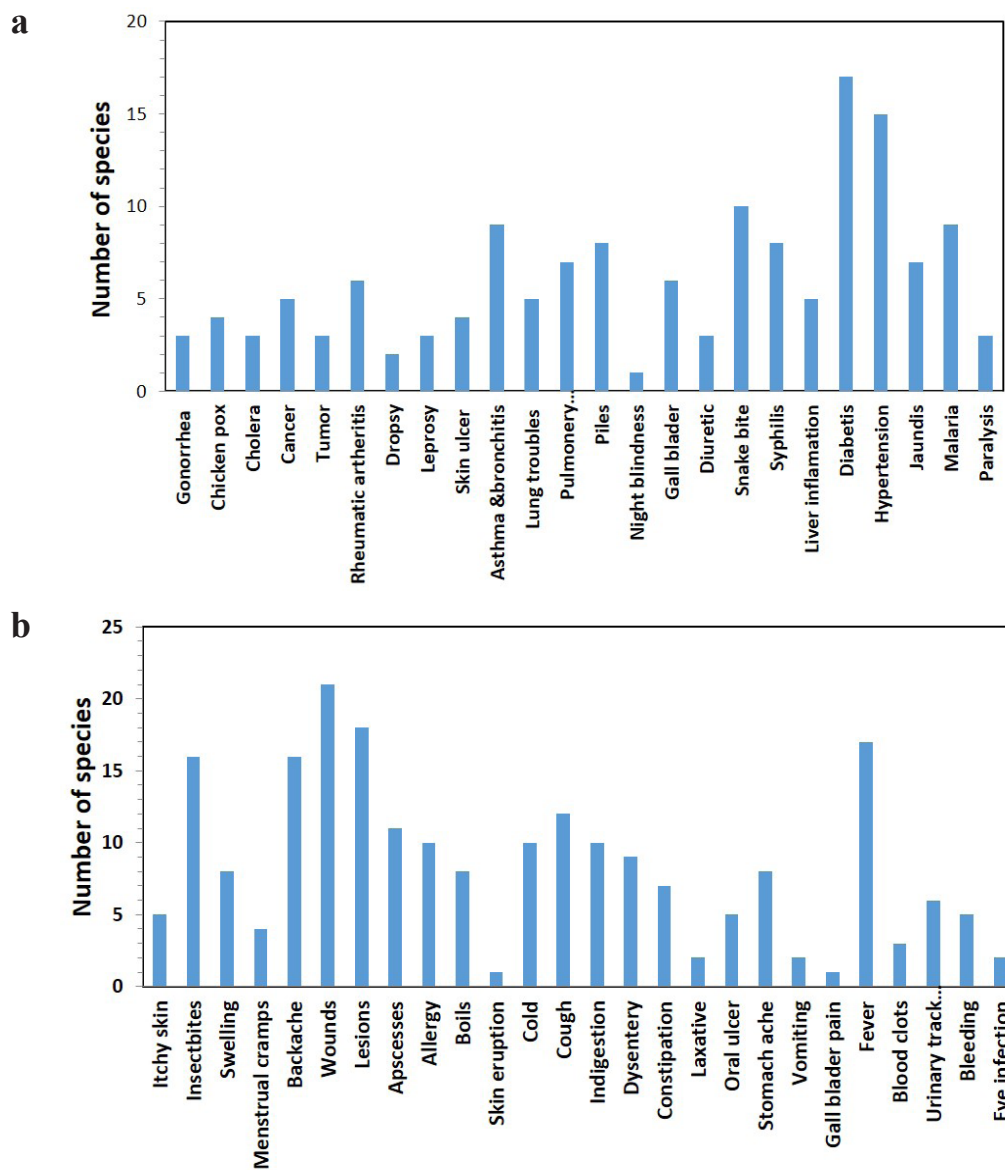 a
Number of species
20
15
10
5
0
Gonorrhea
Chicken pox
Cholera
Cancer
Tumor
Rheumatic artheritis
Dropsy
Leprosy
Skin ulcer
Asthma &bronchitis
Lung troubles
Pulmonery...
Piles
Night blindness
Gall blader
Diuretic
Snake bite
Syphilis
Liver inflamation
Diabetis
Hypertension
Jaundis
Malaria
Paralysis
b
Number of species
25
20
15
10
5
0
Itchy skin
Insectbites
Swelling
Menstrual cramps
Backache
Wounds
Lesions
Apscesses
Allergy
Boils
Skin eruption
Cold
Cough
Indigestion
Dysentery
Constipation
Laxative
Oral ulcer
Stomach ache
Vomiting
Gall blader pain
Fever
Blood clots
Urinary track...
Bleeding
Eye infection